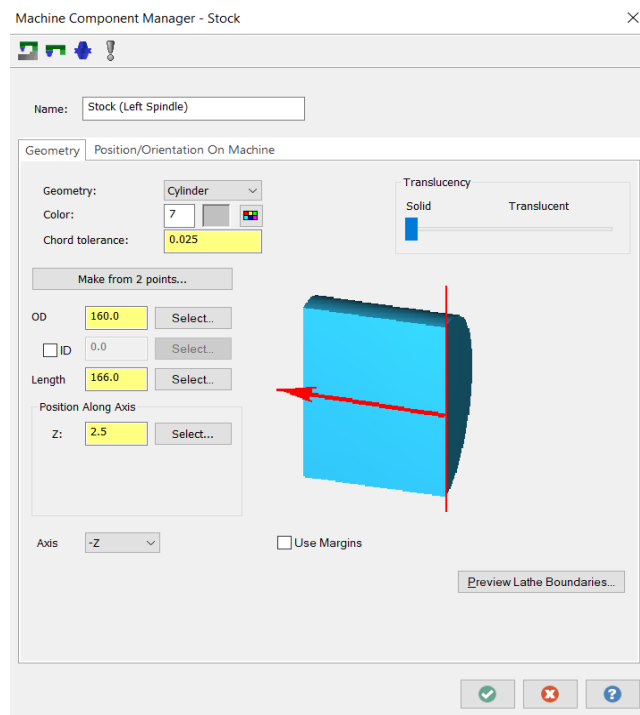 Machine Component Manager - Stock
Name: Stock (Left Spindle)
Geometry Position/Orientation On Machine
Geometry: Cylinder
Color: 7
Chord tolerance: 0.025
Translucency
Solid Translucent
Make from 2 points...
OD 160.0 Select...
ID 0.0 Select...
Length 166.0 Select...
Position Along Axis
Z: 2.5 Select...
Axis -Z Use Margins
Preview Lathe Boundaries...